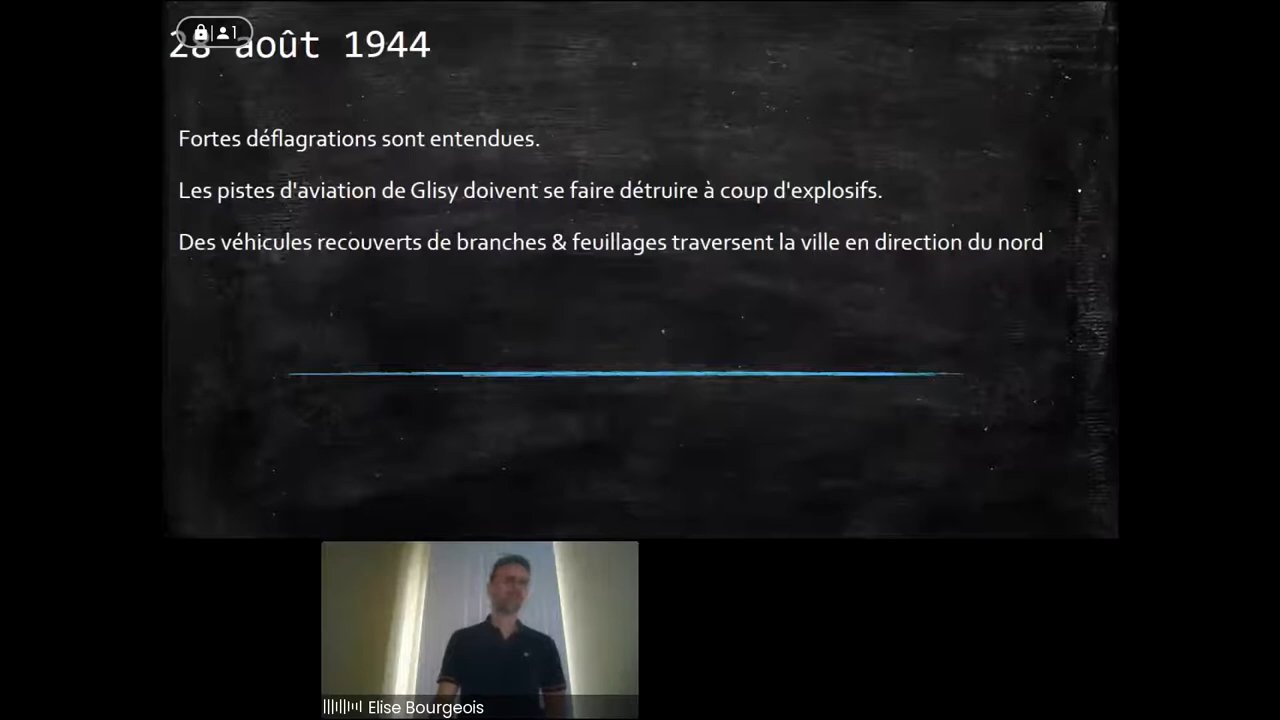 28 août 1944
1
Fortes déflagrations sont entendues.
Les pistes d'aviation de Glisy doivent se faire détruire à coup d'explosifs.
Des véhicules recouverts de branches & feuillages traversent la ville en direction du nord
Elise Bourgeois